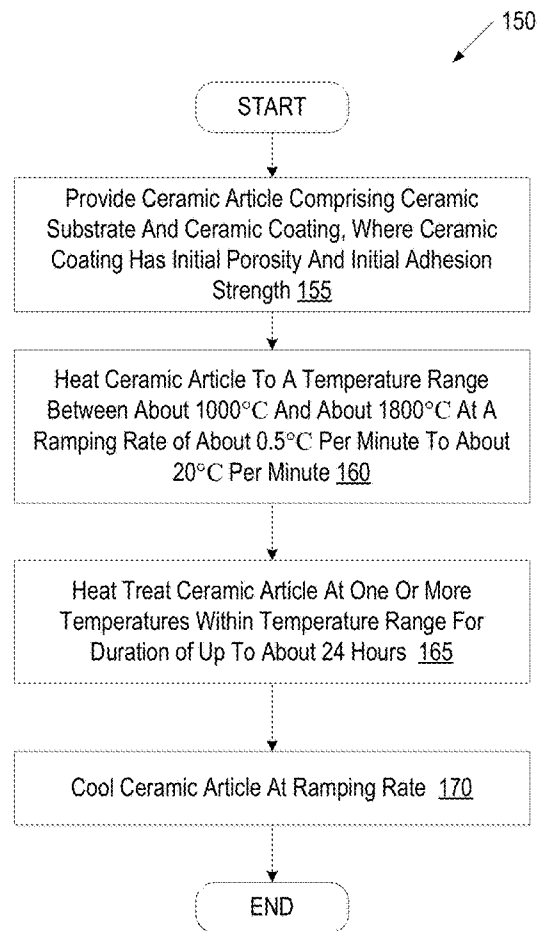 150
START
Provide Ceramic Article Comprising Ceramic
Substrate And Ceramic Coating, Where Ceramic
Coating Has Initial Porosity And Initial Adhesion
Strength 155
Heat Ceramic Article To A Temperature Range
Between About 1000°C And About 1800°C At A
Ramping Rate of About 0.5°C Per Minute To About
20°C Per Minute 160
Heat Treat Ceramic Article At One Or More
Temperatures Within Temperature Range For
Duration of Up To About 24 Hours 165
Cool Ceramic Article At Ramping Rate 170
END